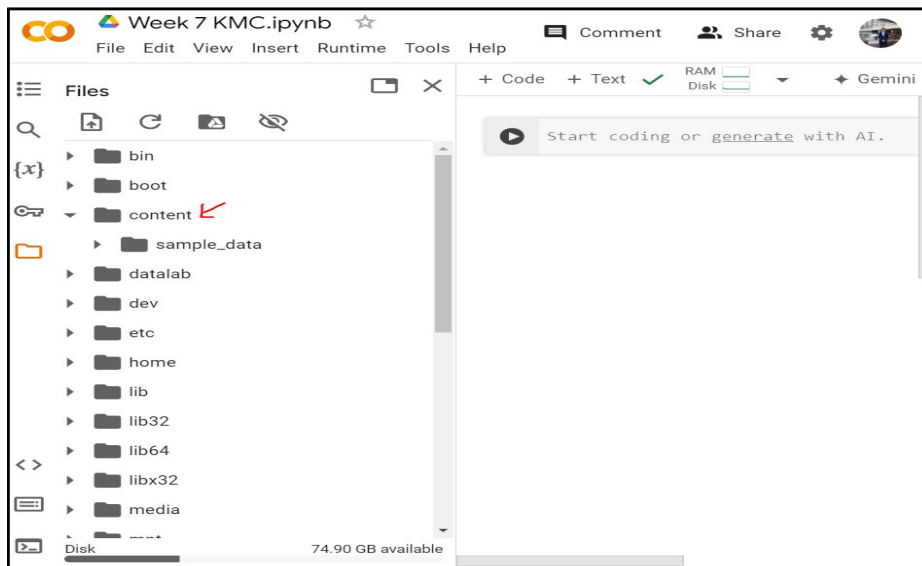 Week 7 KMC.ipynb
File Edit View Insert Runtime Tools Help
Comment
Share
Files
+ Code + Text
RAM
Disk
Gemini
{x}
Start coding or generate with AI.
bin
boot
content
sample_data
datalab
dev
etc
home
lib
lib32
lib64
libx32
media
Disk
74.90 GB available